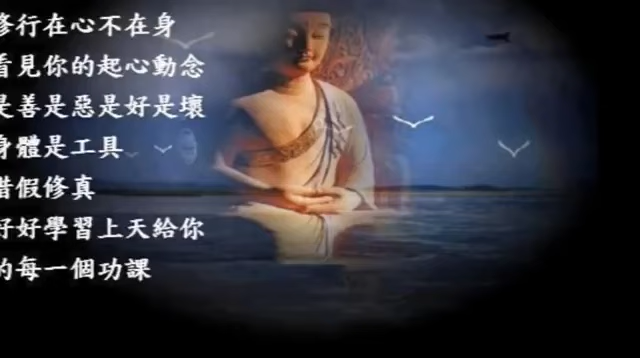 修行在心不在身
看見你的起心動念
是善是惡是好是壞
身體是工具
借假修真
好好學習上天給你
的每一個功課